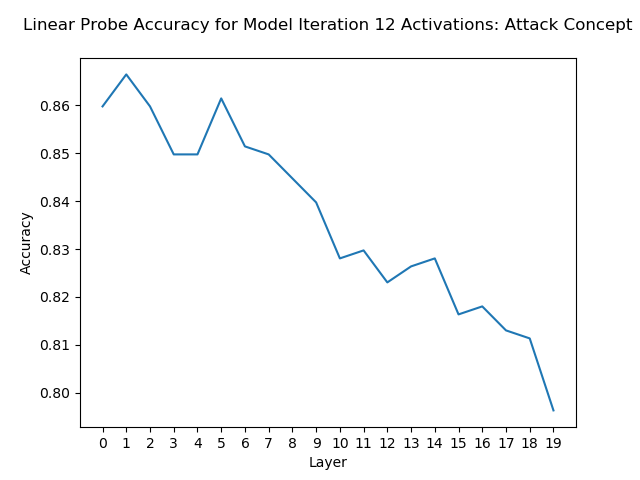 Linear Probe Accuracy for Model Iteration 12 Activations: Attack Concept
0.86
0.85
0.84
0.83
0.82
0.81
0.80
Accuracy
0 1 2 3 4 5 6 7 8 9 10 11 12 13 14 15 16 17 18 19
Layer